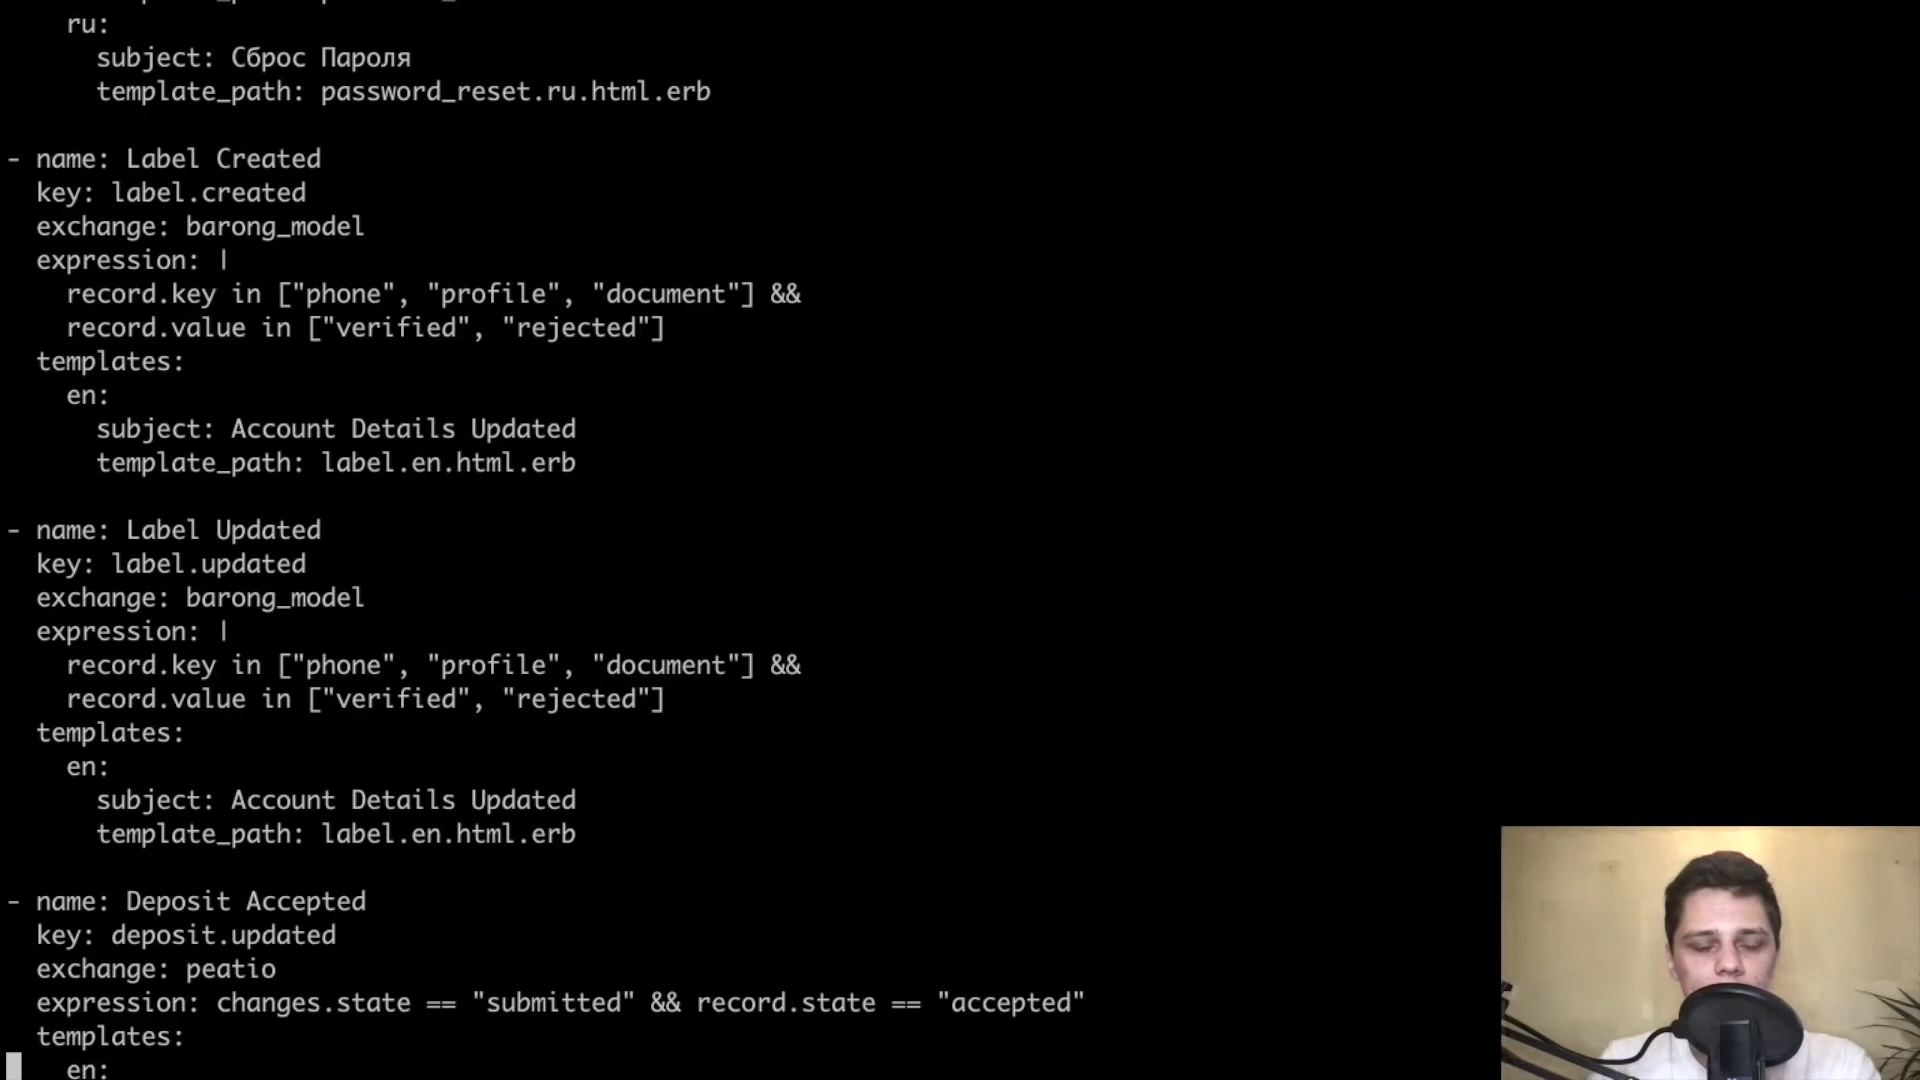 ru:
subject: Сброс Пароля
template_path: password_reset.ru.html.erb
- name: Label Created
key: label.created
exchange: barong_model
expression: |
record.key in ["phone", "profile", "document"] &&
record.value in ["verified", "rejected"]
templates:
en:
subject: Account Details Updated
template_path: label.en.html.erb
- name: Label Updated
key: label.updated
exchange: barong_model
expression: |
record.key in ["phone", "profile", "document"] &&
record.value in ["verified", "rejected"]
templates:
en:
subject: Account Details Updated
template_path: label.en.html.erb
- name: Deposit Accepted
key: deposit.updated
exchange: peatio
expression: changes.state == "submitted" && record.state == "accepted"
templates:
en: